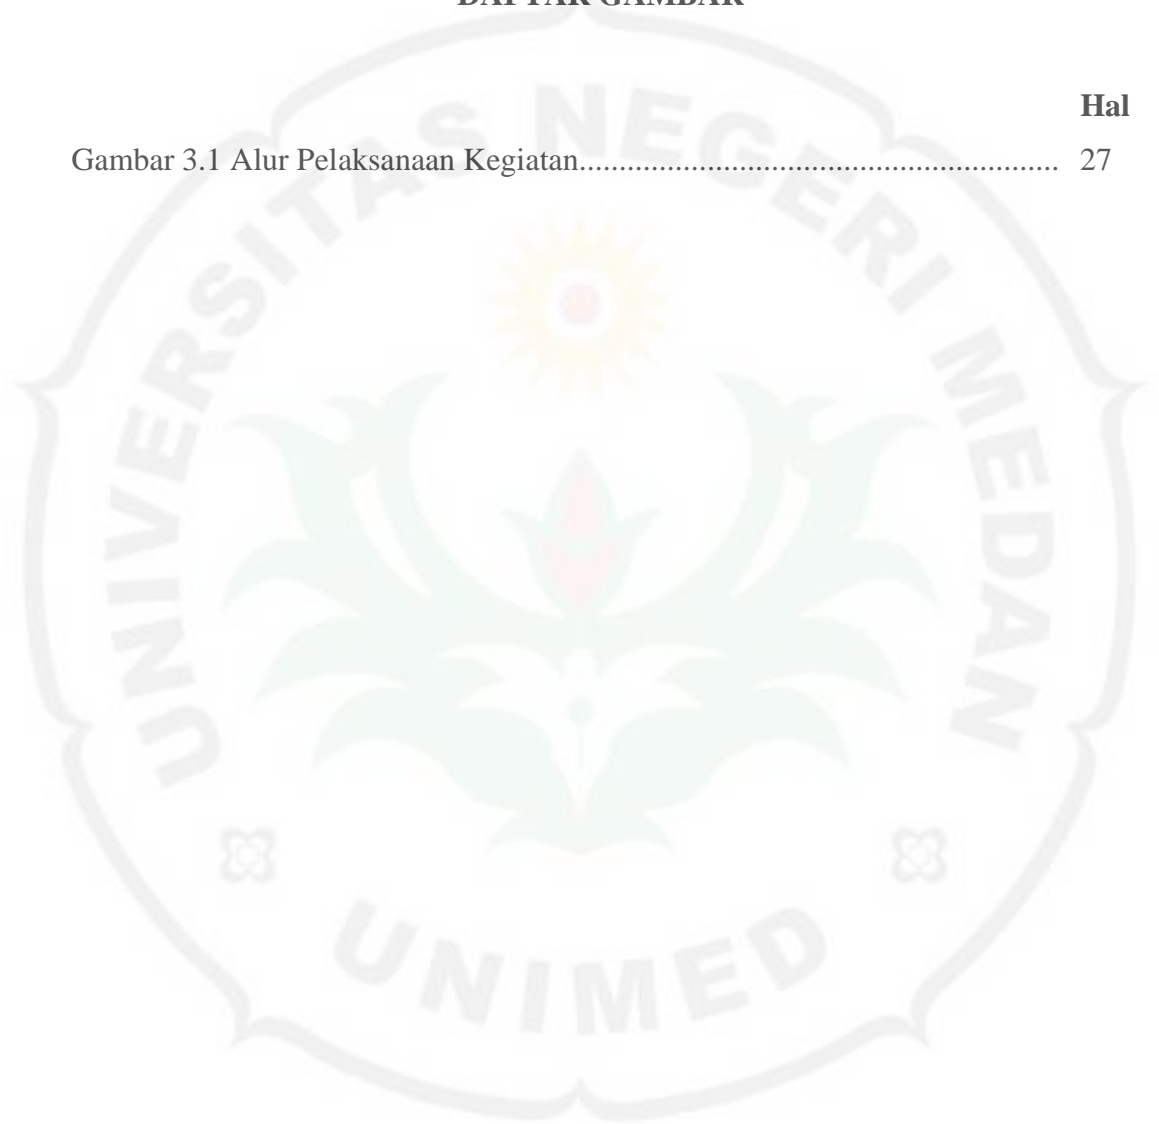 DAFTAR GAMBAR
Hal
Gambar 3.1 Alur Pelaksanaan Kegiatan............................................................ 27
UNIVERSITAS NEGERI MEDAN
UNIMED